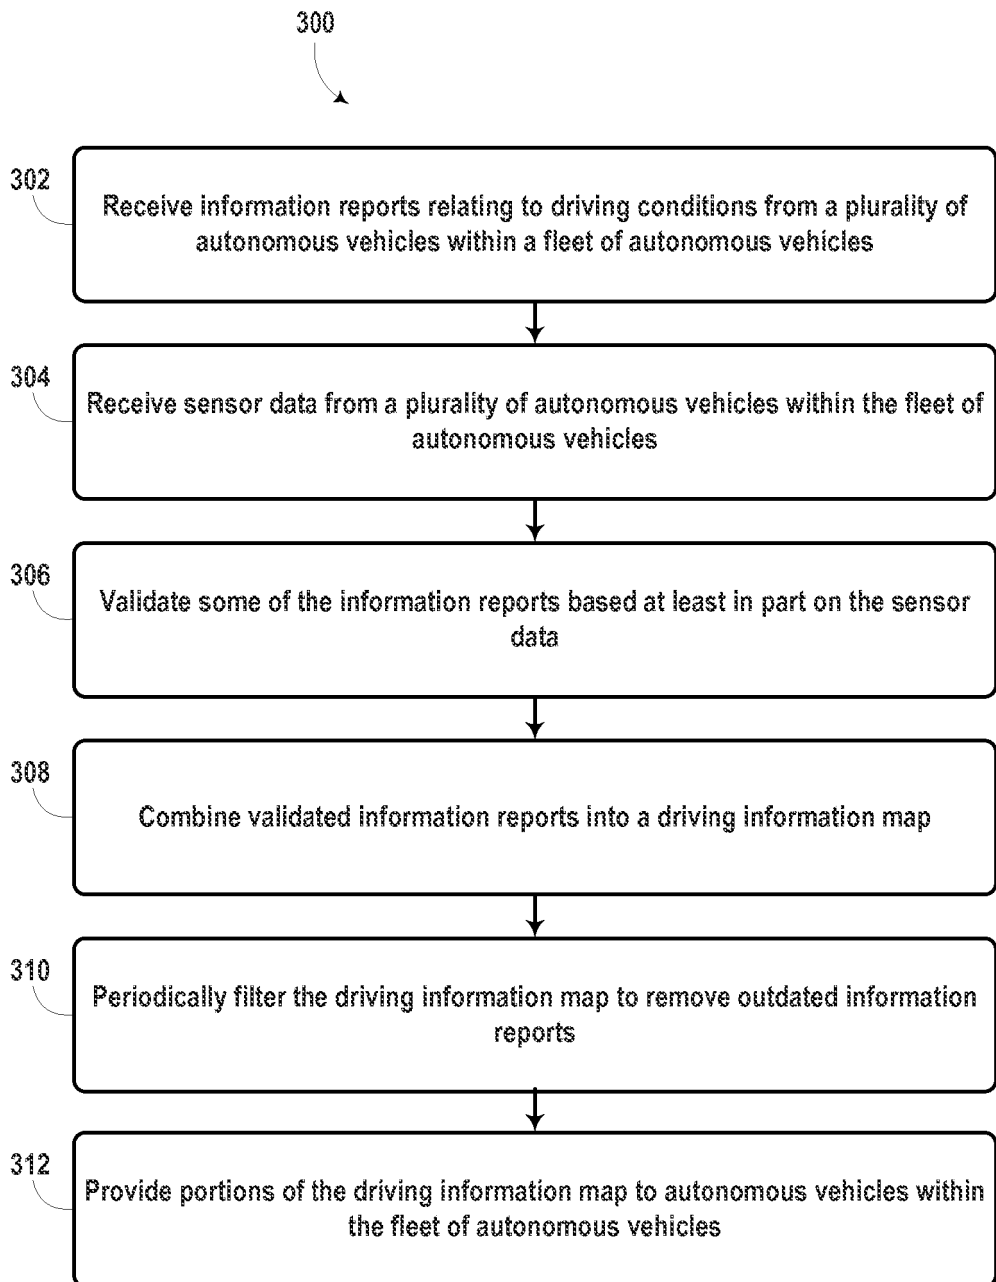 300
302
Receive information reports relating to driving conditions from a plurality of
autonomous vehicles within a fleet of autonomous vehicles
304
Receive sensor data from a plurality of autonomous vehicles within the fleet of
autonomous vehicles
306
Validate some of the information reports based at least in part on the sensor
data
308
Combine validated information reports into a driving information map
310
Periodically filter the driving information map to remove outdated information
reports
312
Provide portions of the driving information map to autonomous vehicles within
the fleet of autonomous vehicles